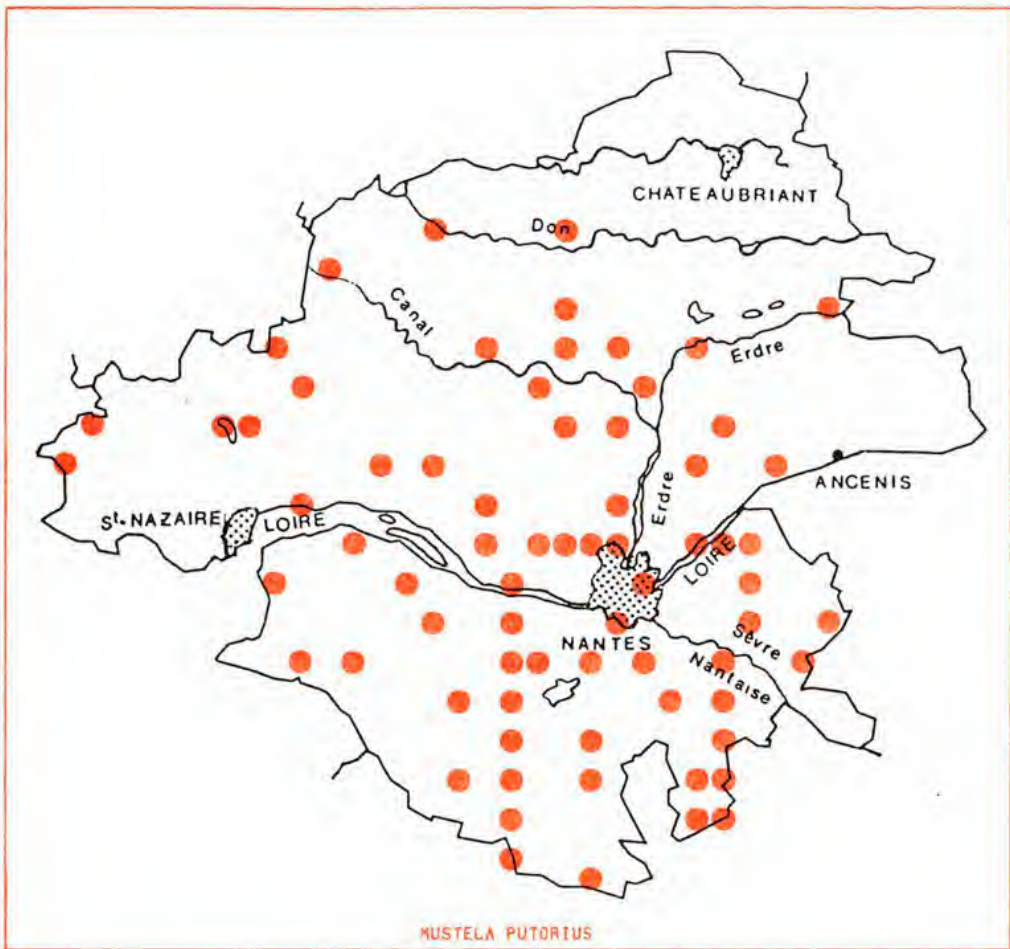 CHATEAUBRIANT
Don
Canal
Erdre
ANCENIS
Erdre
St-NAZAIRE
LOIRE
LOIRE
NANTES
Sèvre
Nantaise
MUSTELA PUTORIUS